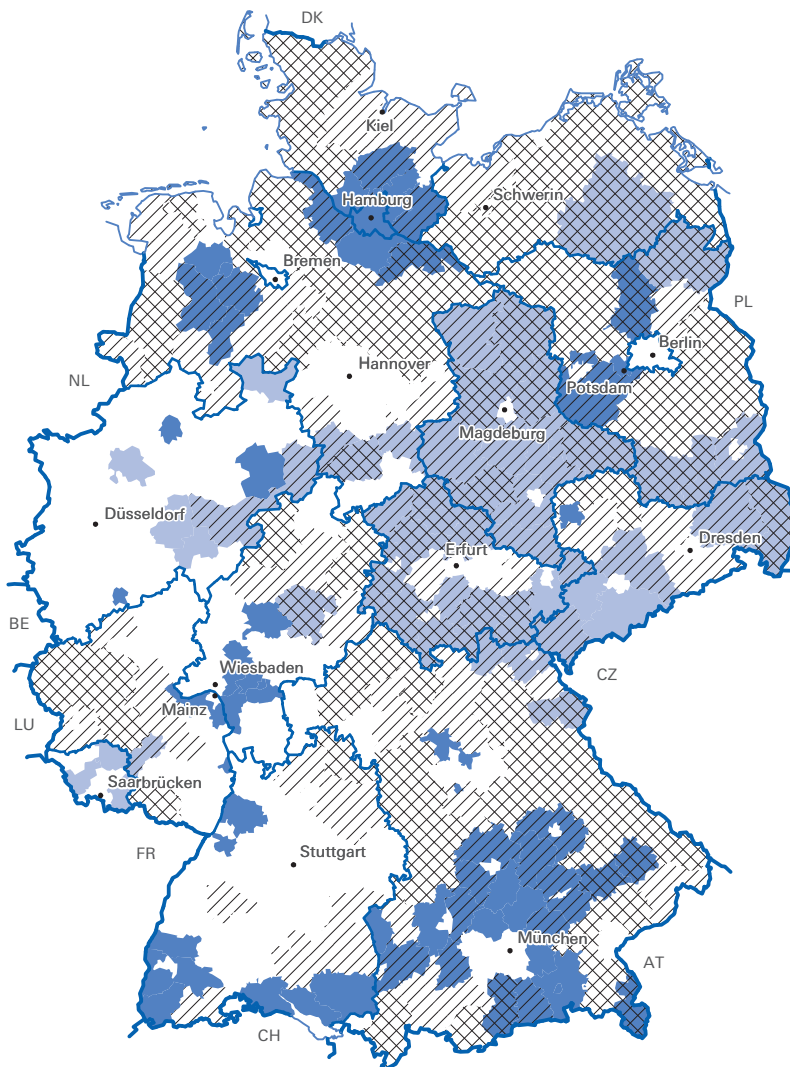 DK
Kiel
Schwerin
Hamburg
Bremen
PL
Berlin
Hannover
NL
Potsdam
Magdeburg
Düsseldorf
Dresden
Erfurt
BE
Wiesbaden
CZ
Mainz
LU
Saarbrücken
FR
Stuttgart
München
AT
CH